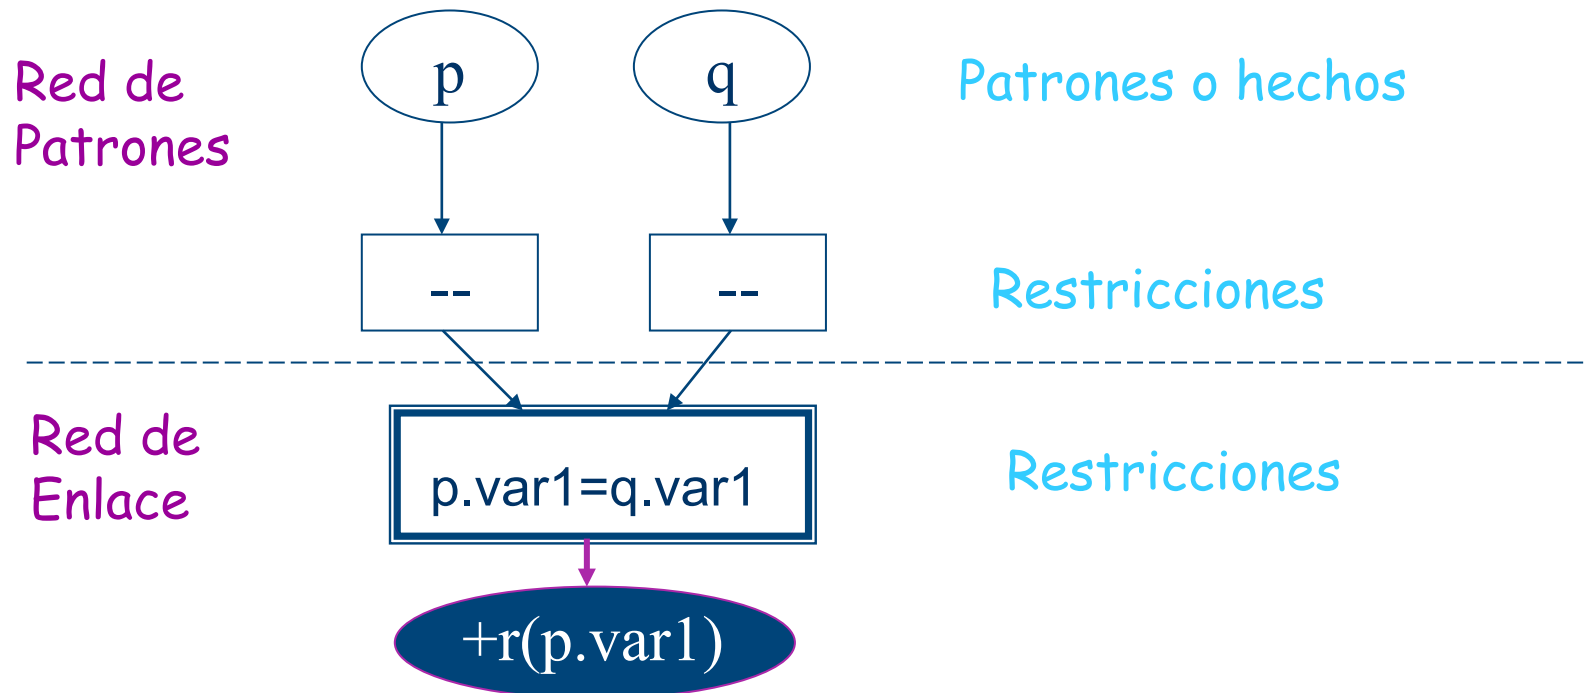 Red de
Patrones
p
q
Patrones o hechos
--
--
Restricciones
Red de
Enlace
p.var1=q.var1
Restricciones
+r(p.var1)